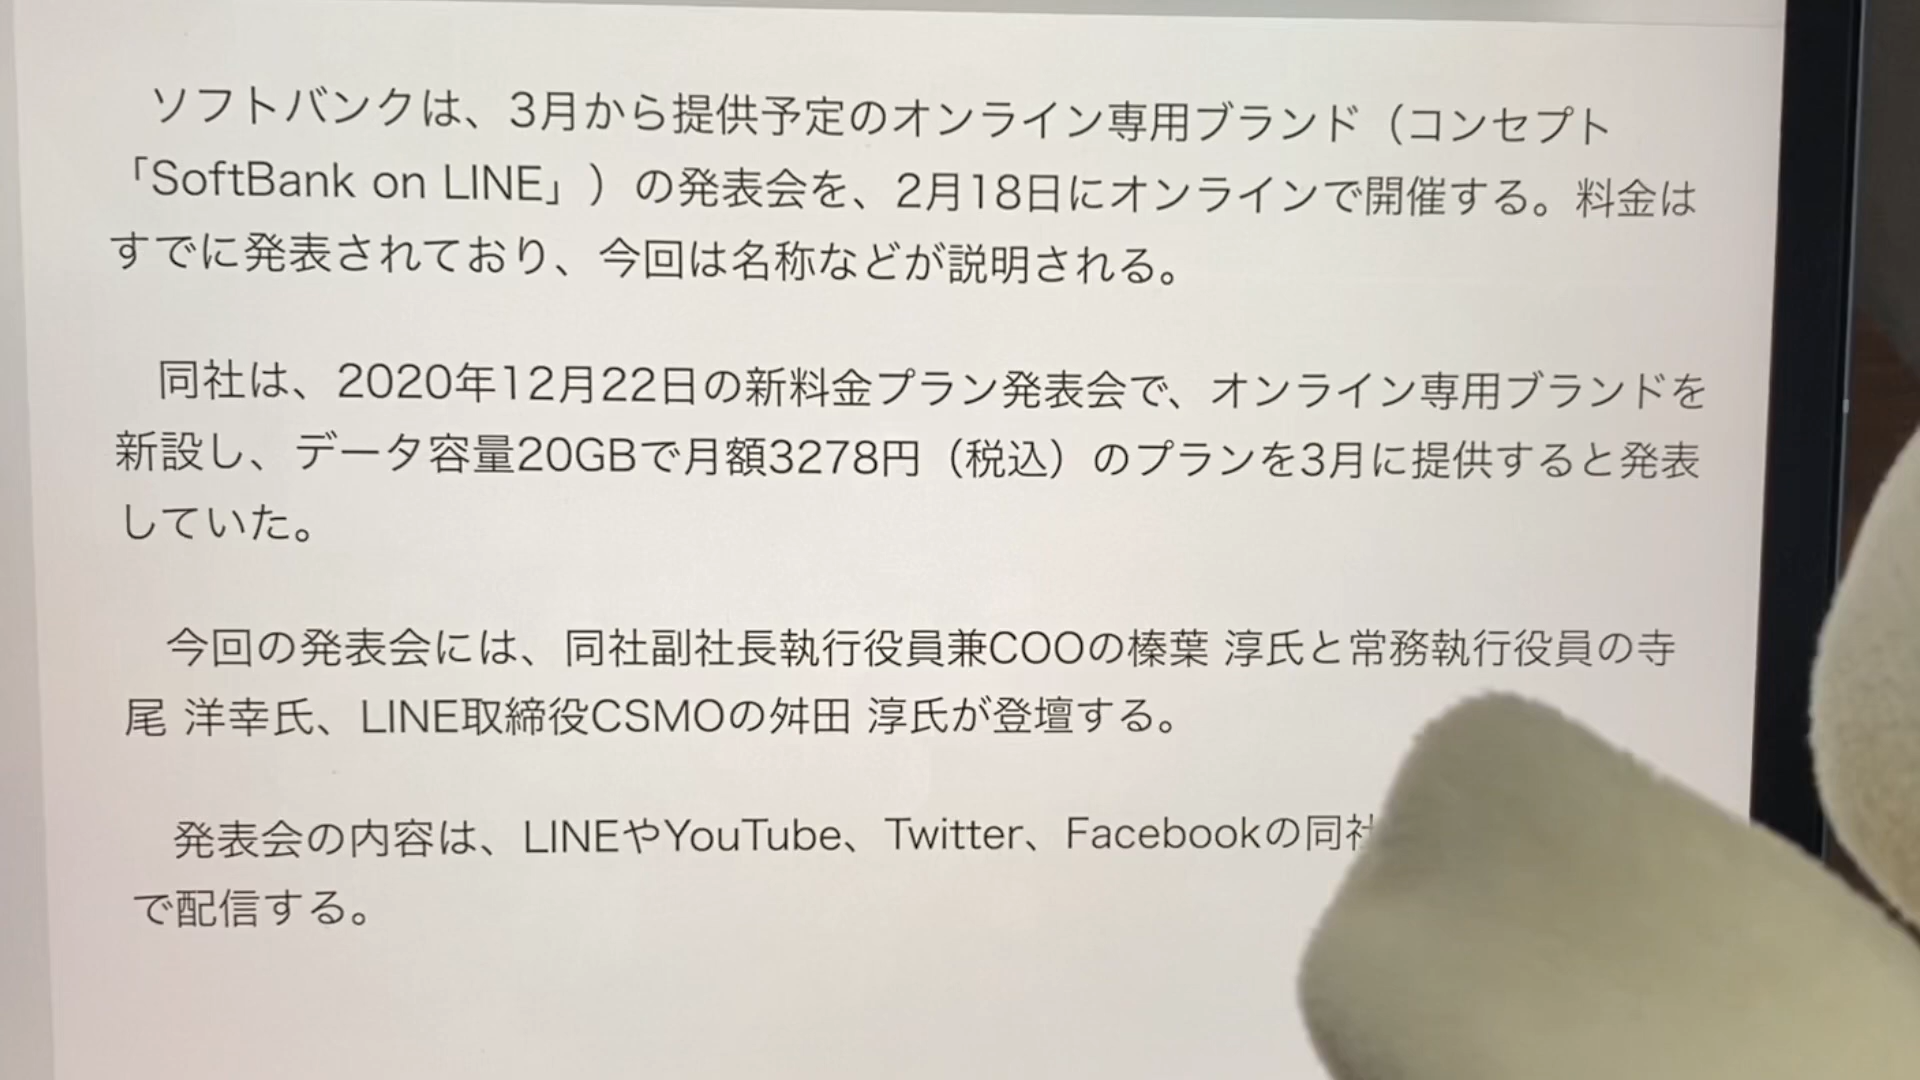 ソフトバンクは、3月から提供予定のオンライン専用ブランド（コンセプト
「SoftBank on LINE」）の発表会を、2月18日にオンラインで開催する。料金は
すでに発表されており、今回は名称などが説明される。
同社は、2020年12月22日の新料金プラン発表会で、オンライン専用ブランドを
新設し、データ容量20GBで月額3278円（税込）のプランを3月に提供すると発表
していた。
今回の発表会には、同社副社長執行役員兼COOの榛葉 淳氏と常務執行役員の寺
尾 洋幸氏、LINE取締役CSMOの舛田 淳氏が登壇する。
発表会の内容は、LINEやYouTube、Twitter、Facebookの同社
で配信する。